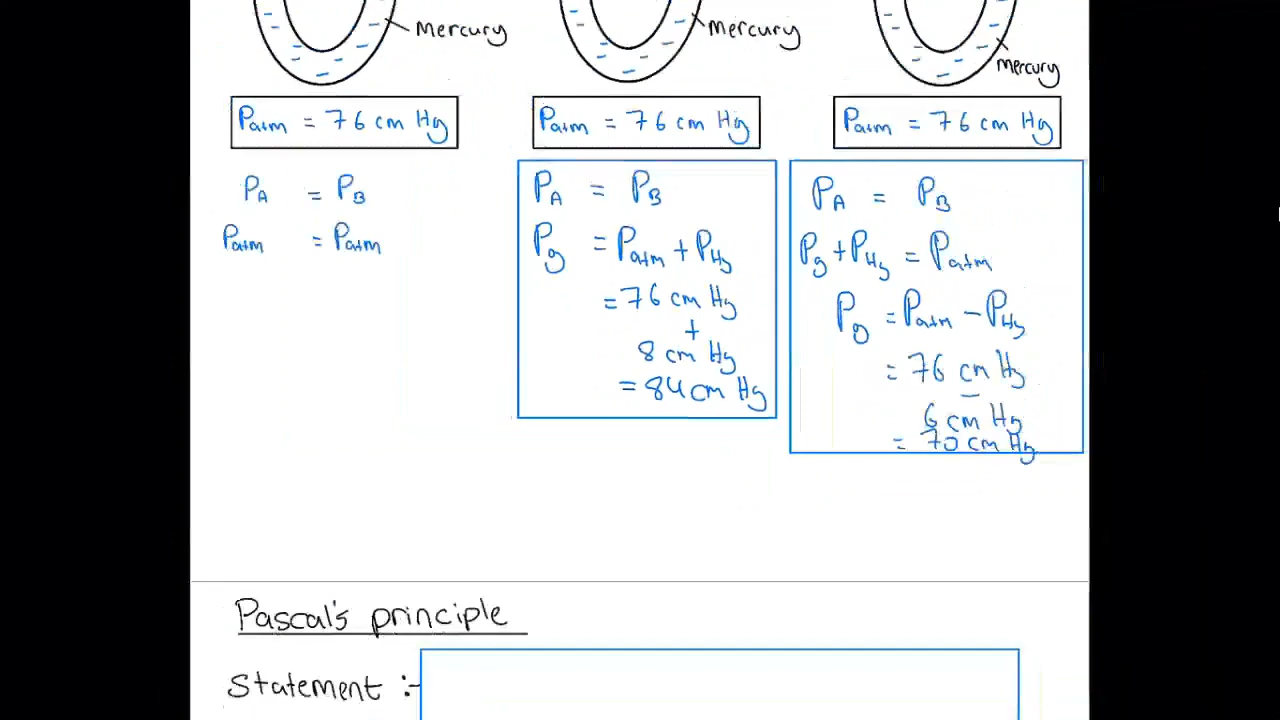 Mercury
Mercury
Mercury
Patm = 76 cm Hg
Patm = 76 cm Hg
Patm = 76 cm Hg
PA = PB
Patm = Patm
PA = PB
Pg = Patm + PHg
= 76 cm Hg
+
8 cm Hg
= 84 cm Hg
PA = PB
Pg + PHg = Patm
Pg = Patm - PHg
= 76 cm Hg
-
6 cm Hg
= 70 cm Hg
Pascal's principle
Statement :-